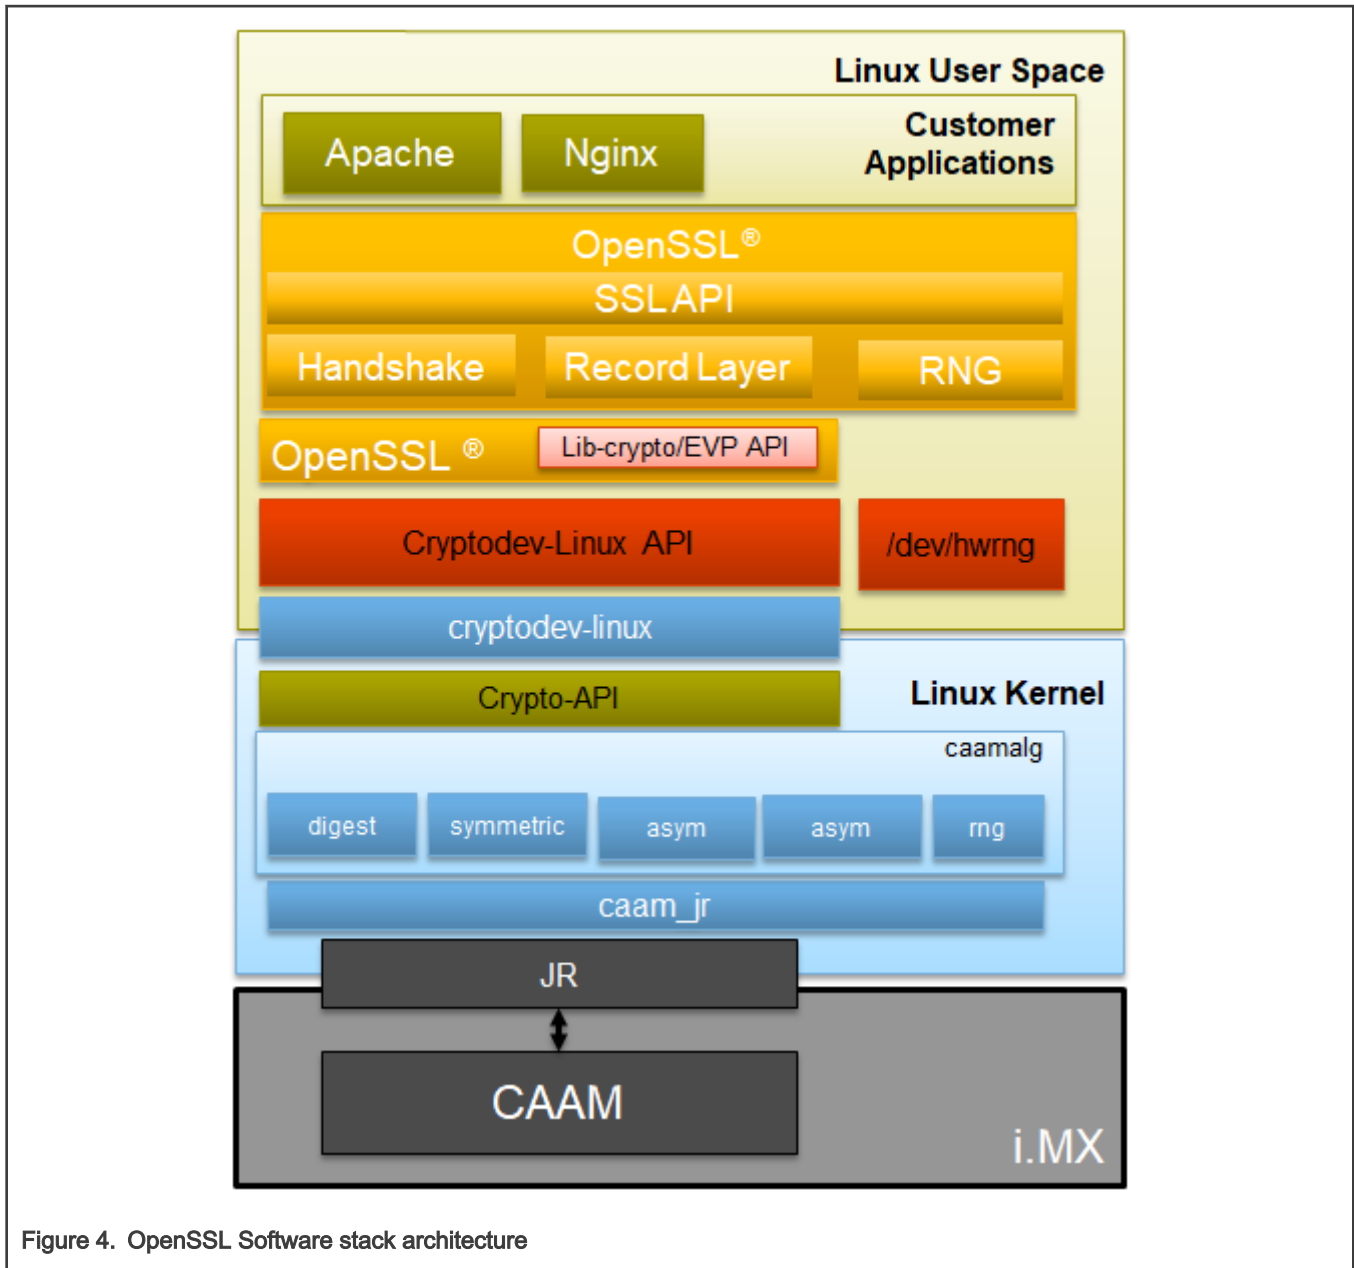 Linux User Space
Customer
Applications
Apache
Nginx
OpenSSL®
SSL API
Handshake
Record Layer
RNG
OpenSSL ®
Lib-crypto/EVP API
Cryptodev-Linux API
/dev/hwrng
cryptodev-linux
Crypto-API
Linux Kernel
caamalg
digest
symmetric
asym
asym
rng
caam_jr
JR
CAAM
i.MX
Figure 4. OpenSSL Software stack architecture